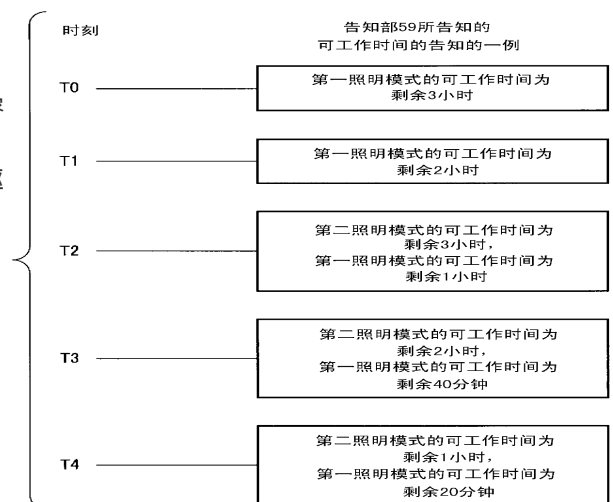 时刻
告知部59所告知的
可工作时间的告知的一例
T0
第一照明模式的可工作时间为
剩余3小时
T1
第一照明模式的可工作时间为
剩余2小时
T2
第二照明模式的可工作时间为
剩余3小时,
第一照明模式的可工作时间为
剩余1小时
T3
第二照明模式的可工作时间为
剩余2小时,
第一照明模式的可工作时间为
剩余40分钟
T4
第二照明模式的可工作时间为
剩余1小时,
第一照明模式的可工作时间为
剩余20分钟